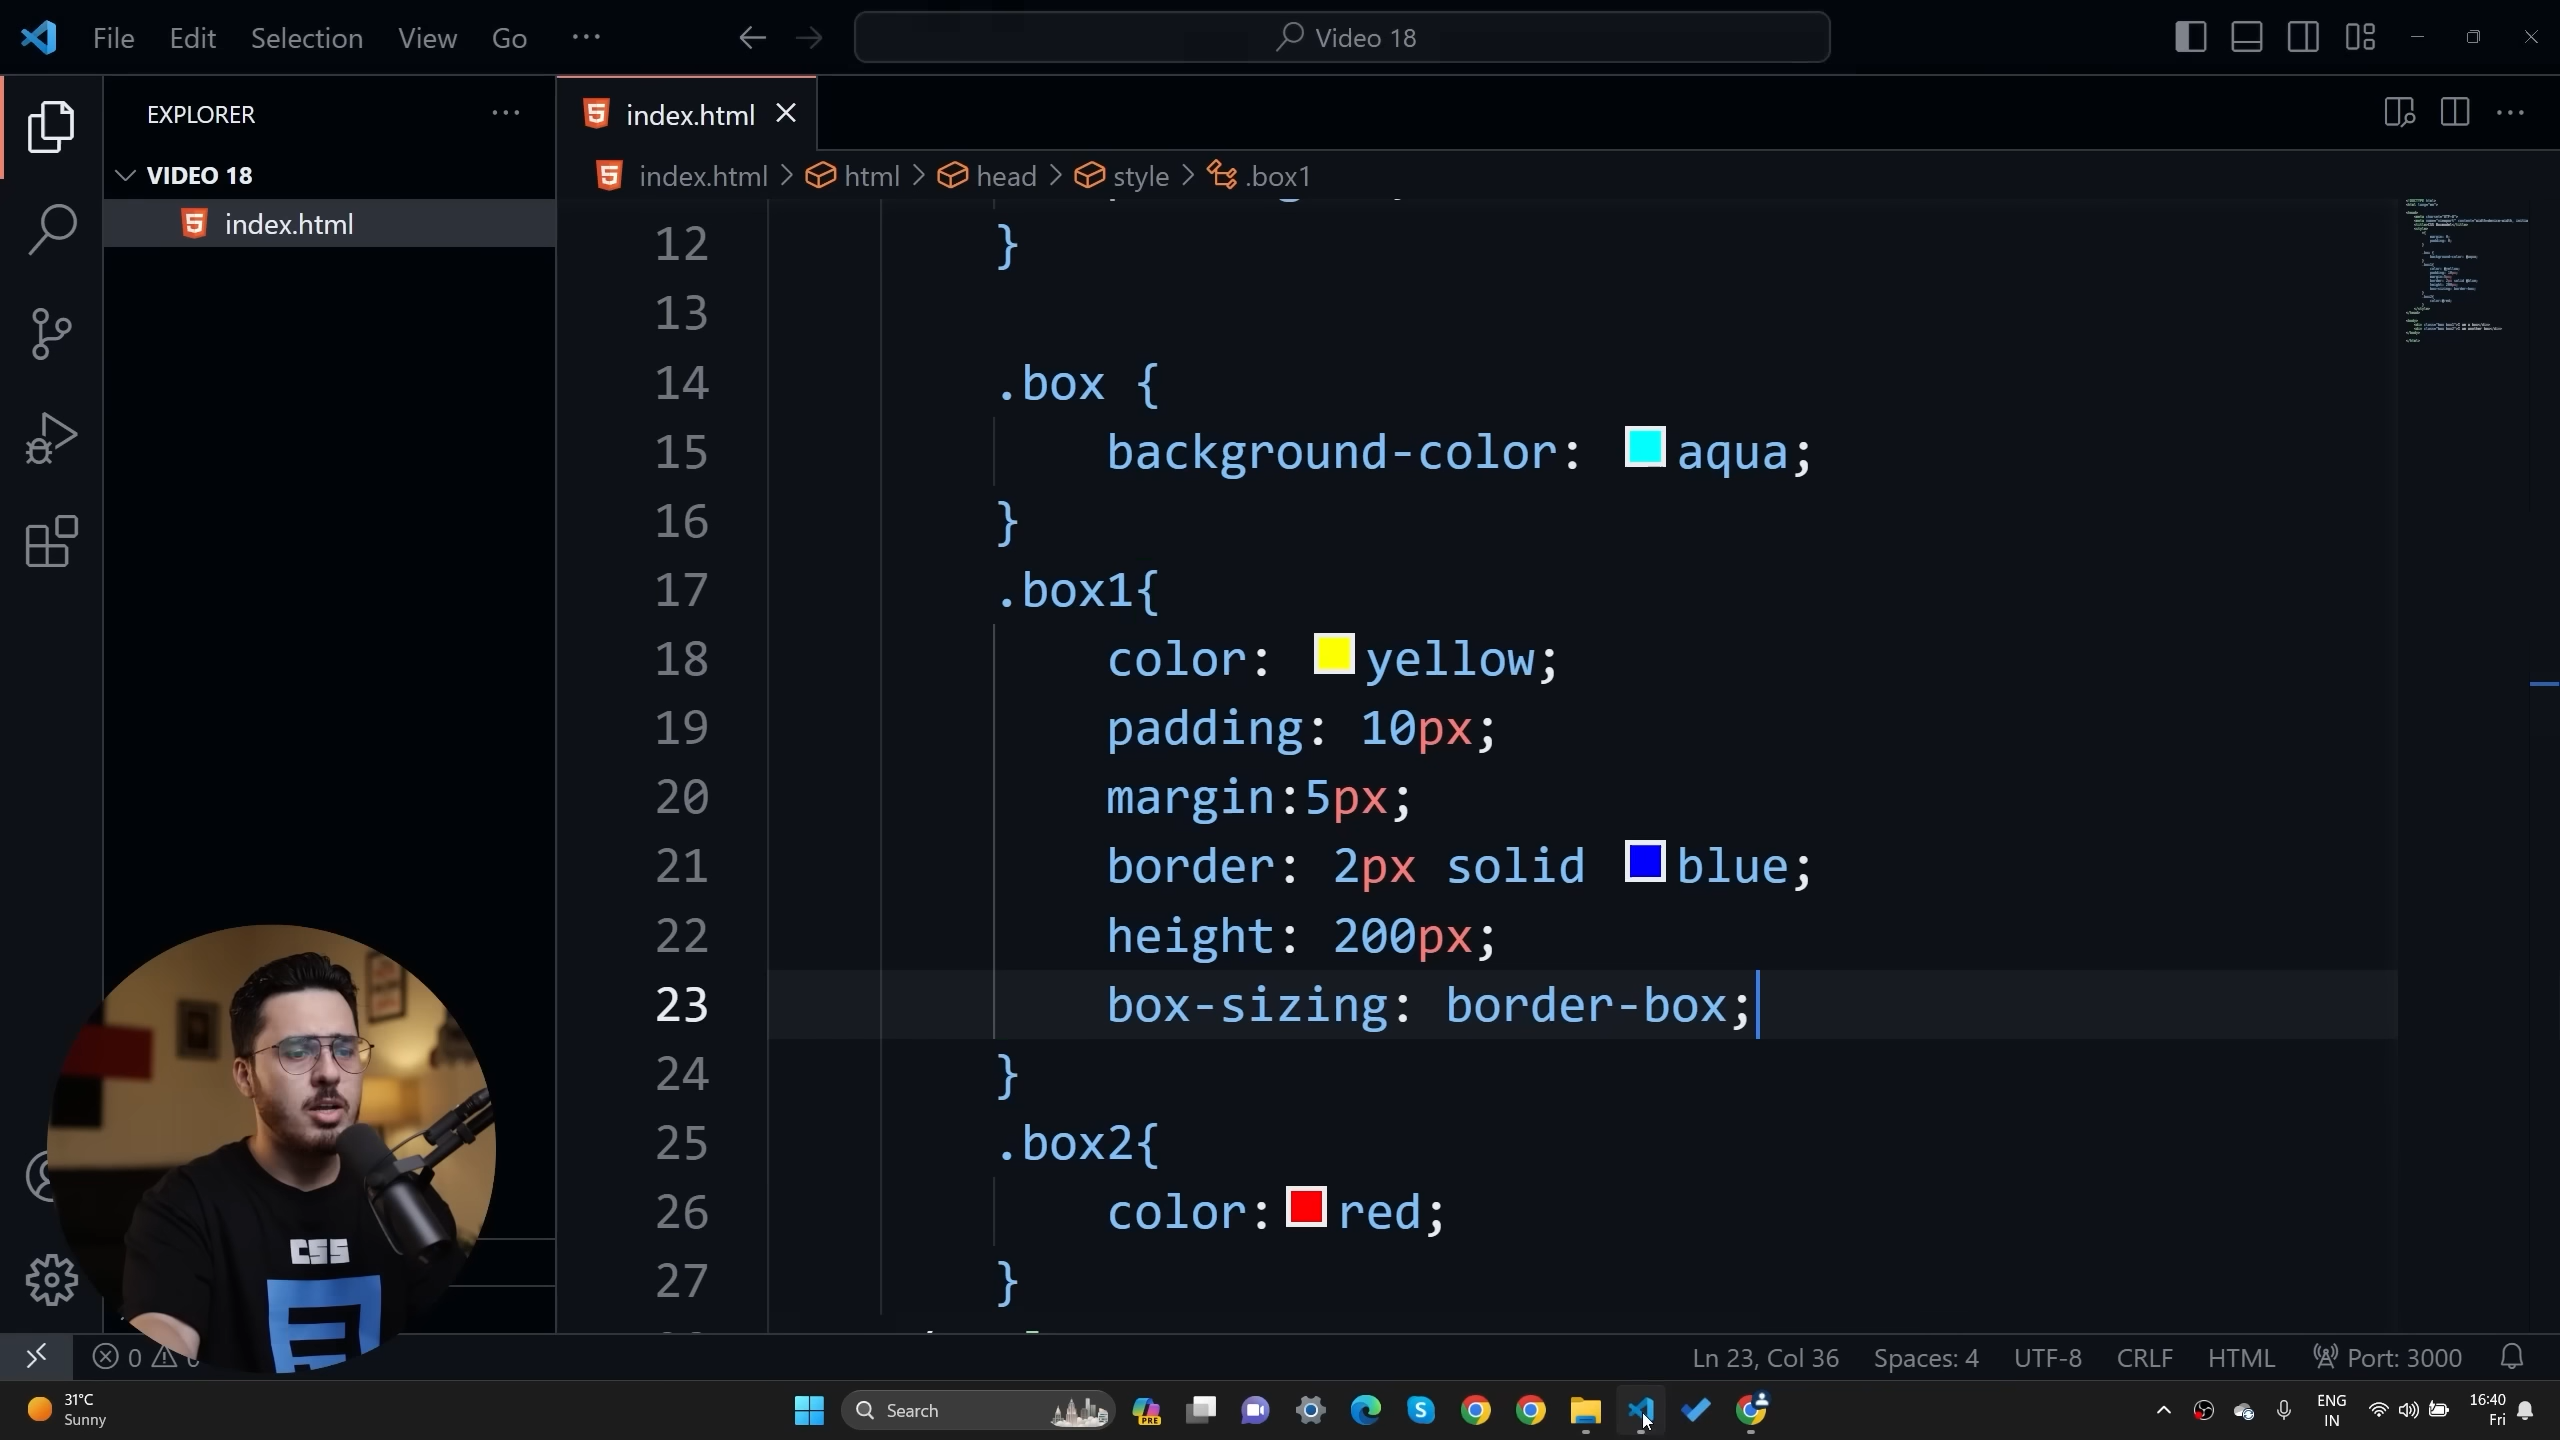 File Edit Selection View Go ···
Video 18
EXPLORER
VIDEO 18
index.html
index.html
index.html > html > head > style > .box1
12 }
13
14 .box {
15 background-color: aqua;
16 }
17 .box1{
18 color: yellow;
19 padding: 10px;
20 margin:5px;
21 border: 2px solid blue;
22 height: 200px;
23 box-sizing: border-box;
24 }
25 .box2{
26 color:red;
27 }
CSS
0
Ln 23, Col 36 Spaces: 4 UTF-8 CRLF HTML Port: 3000
31°C
Sunny
Search
PRE
ENG
IN
16:40
Fri